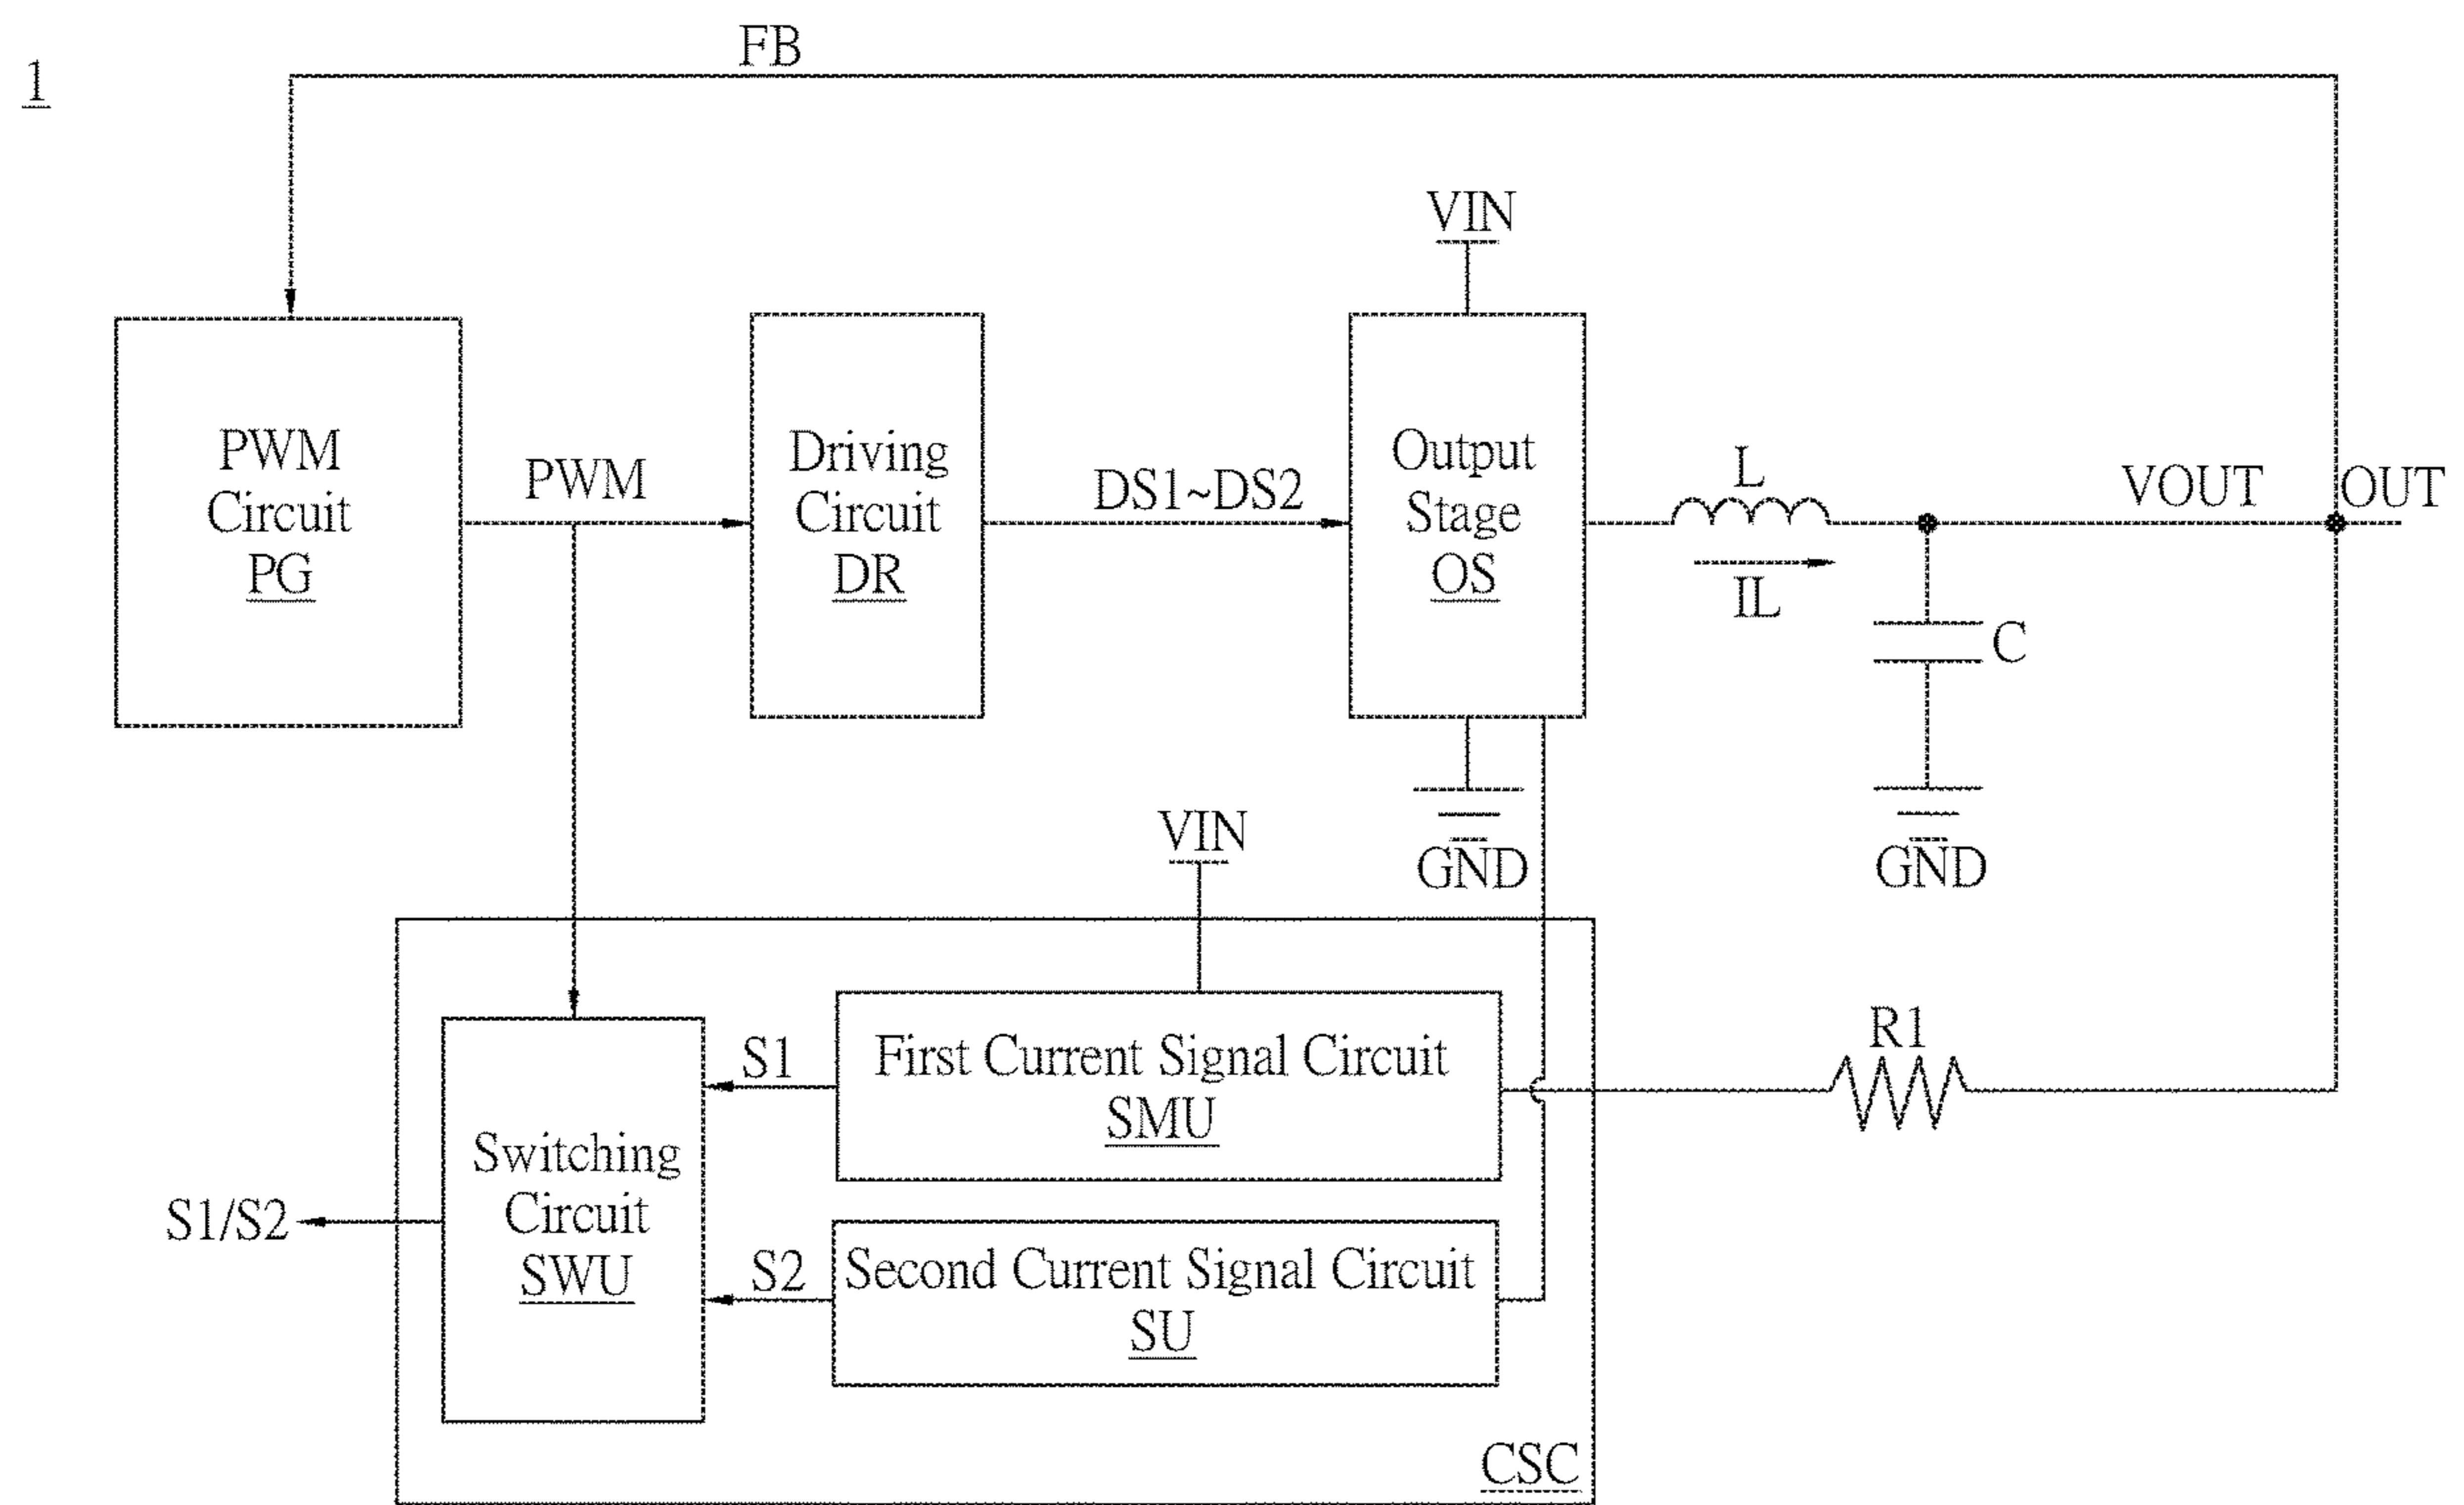 1
FB
VIN
PWM
Circuit
PG
PWM
Driving
Circuit
DR
DS1~DS2
Output
Stage
OS
L
IL
VOUT
OUT
C
GND
GND
VIN
S1
First Current Signal Circuit
SMU
R1
Switching
Circuit
SWU
S1/S2
S2
Second Current Signal Circuit
SU
CSC